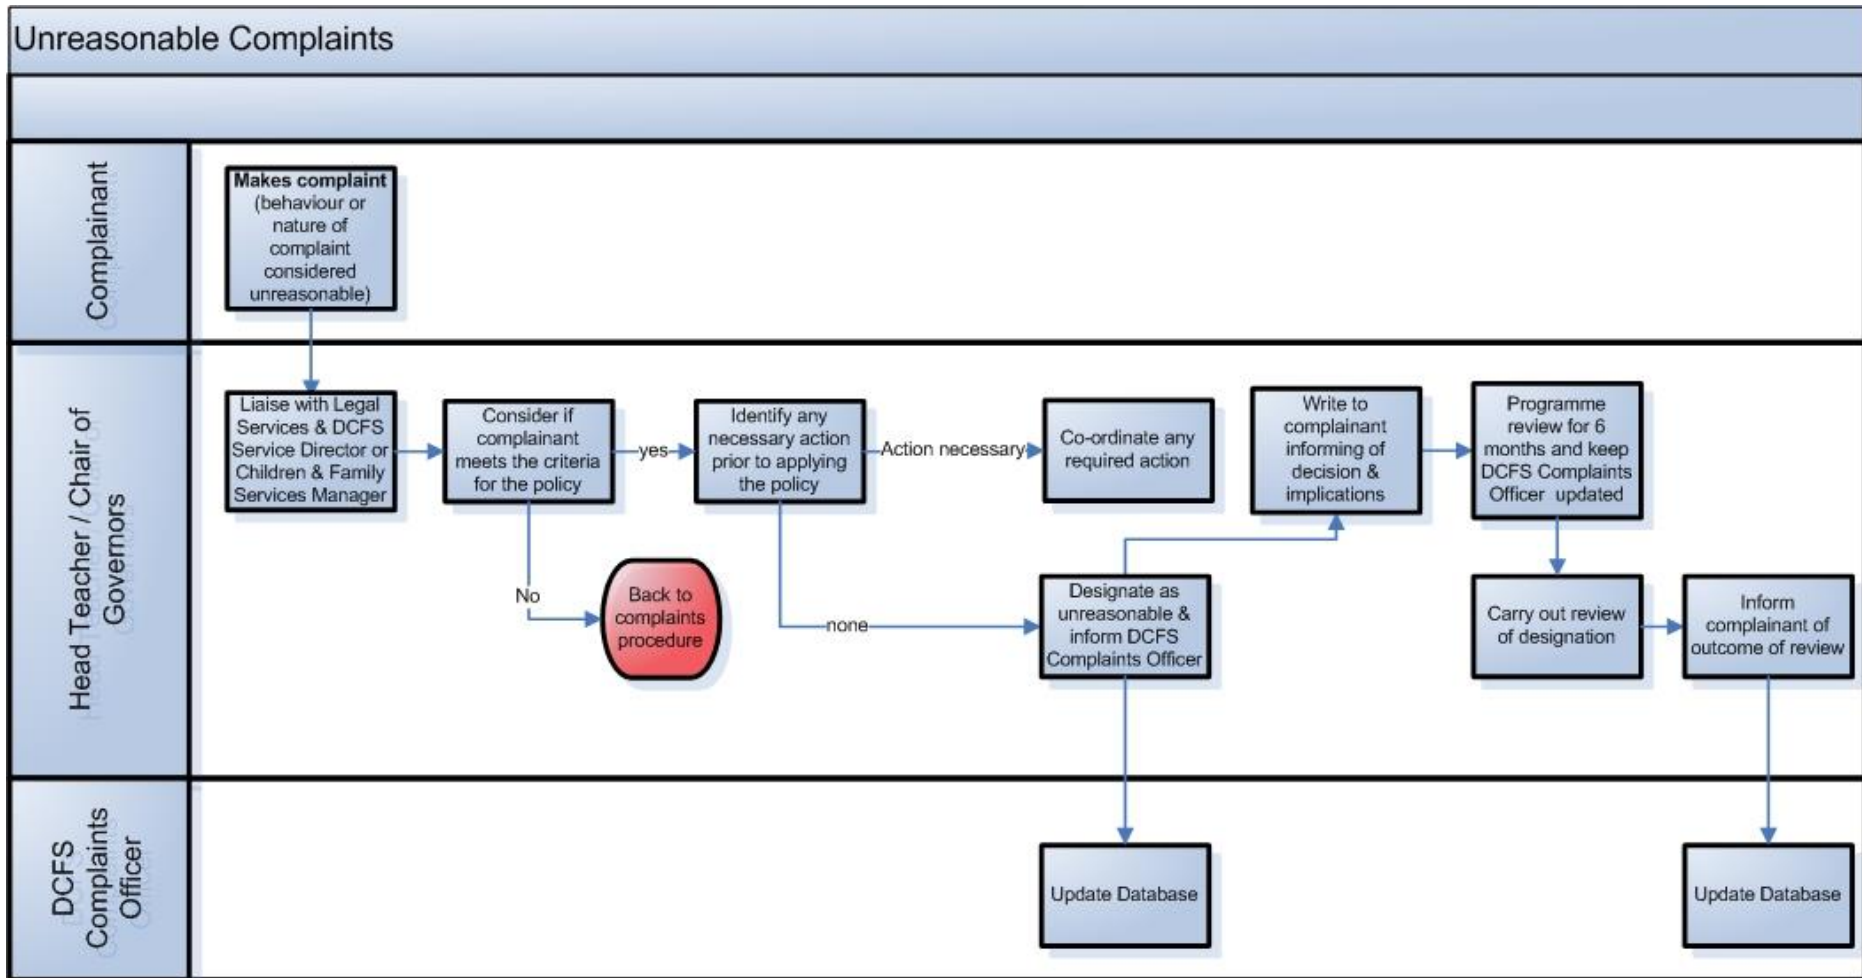 Unreasonable Complaints
Complainant
Makes complaint
(behaviour or
nature of
complaint
considered
unreasonable)
Head Teacher / Chair of
Governors
Liaise with Legal
Services & DCFS
Service Director or
Children & Family
Services Manager
Consider if
complainant
meets the criteria
for the policy
yes
Identify any
necessary action
prior to applying
the policy
Action necessary
Co-ordinate any
required action
Write to
complainant
informing of
decision &
implications
Programme
review for 6
months and keep
DCFS Complaints
Officer updated
No
Back to
complaints
procedure
none
Designate as
unreasonable &
inform DCFS
Complaints Officer
Carry out review
of designation
Inform
complainant of
outcome of review
DCFS
Complaints
Officer
Update Database
Update Database